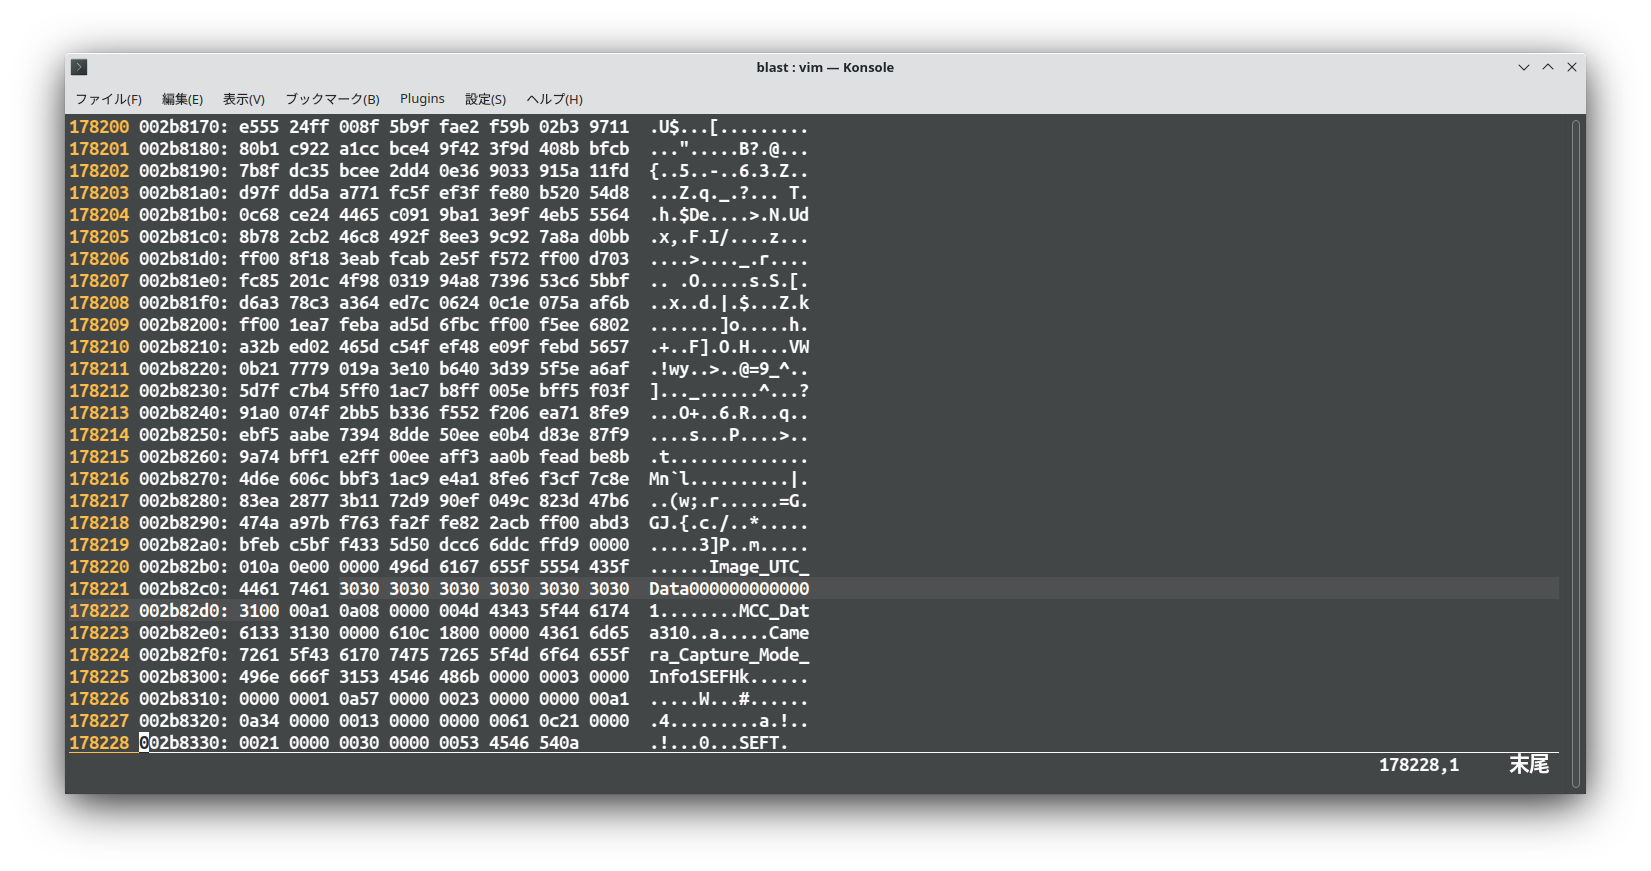 blast : vim — Konsole
ファイル(F) 編集(E) 表示(V) ブックマーク(B) Plugins 設定(S) ヘルプ(H)
178200 002b8170: e555 24ff 008f 5b9f fae2 f59b 02b3 9711  .U$...[.........
178201 002b8180: 80b1 c922 a1cc bce4 9f42 3f9d 408b bfcb  ...".....B?.@...
178202 002b8190: 7b8f dc35 bcee 2dd4 0e36 9033 915a 11fd  {..5..-..6.3.Z..
178203 002b81a0: d97f dd5a a771 fc5f ef3f fe80 b520 54d8  ...Z.q._.?... T.
178204 002b81b0: 0c68 ce24 4465 c091 9ba1 3e9f 4eb5 5564  .h.$De....>.N.Ud
178205 002b81c0: 8b78 2cb2 46c8 492f 8ee3 9c92 7a8a d0bb  .x,.F.I/....z...
178206 002b81d0: ff00 8f18 3eab fcab 2e5f f572 ff00 d703  ....>...._.r....
178207 002b81e0: fc85 201c 4f98 0319 94a8 7396 53c6 5bbf  .. .O.....s.S.[.
178208 002b81f0: d6a3 78c3 a364 ed7c 0624 0c1e 075a af6b  ..x..d.|.$...Z.k
178209 002b8200: ff00 1ea7 feba ad5d 6fbc ff00 f5ee 6802  .......]o.....h.
178210 002b8210: a32b ed02 465d c54f ef48 e09f febd 5657  .+..F].O.H....VW
178211 002b8220: 0b21 7779 019a 3e10 b640 3d39 5f5e a6af  .!wy..>..@=9_^..
178212 002b8230: 5d7f c7b4 5ff0 1ac7 b8ff 005e bff5 f03f  ]..._......^...?
178213 002b8240: 91a0 074f 2bb5 b336 f552 f206 ea71 8fe9  ...O+..6.R...q..
178214 002b8250: ebf5 aabe 7394 8dde 50ee e0b4 d83e 87f9  ....s...P....>..
178215 002b8260: 9a74 bff1 e2ff 00ee aff3 aa0b fead be8b  .t..............
178216 002b8270: 4d6e 606c bbf3 1ac9 e4a1 8fe6 f3cf 7c8e  Mn`l..........|.
178217 002b8280: 83ea 2877 3b11 72d9 90ef 049c 823d 47b6  ..(w;.r......=G.
178218 002b8290: 474a a97b f763 fa2f fe82 2acb ff00 abd3  GJ.{.c./..*.....
178219 002b82a0: bfeb c5bf f433 5d50 dcc6 6ddc ffd9 0000  .....3]P..m.....
178220 002b82b0: 010a 0e00 0000 496d 6167 655f 5554 435f  ......Image_UTC_
178221 002b82c0: 4461 7461 3030 3030 3030 3030 3030 3030  Data000000000000
178222 002b82d0: 3100 00a1 0a08 0000 004d 4343 5f44 6174  1........MCC_Dat
178223 002b82e0: 6133 3130 0000 610c 1800 0000 4361 6d65  a310..a.....Came
178224 002b82f0: 7261 5f43 6170 7475 7265 5f4d 6f64 655f  ra_Capture_Mode_
178225 002b8300: 496e 666f 3153 4546 486b 0000 0003 0000  Info1SEFHk......
178226 002b8310: 0000 0001 0a57 0000 0023 0000 0000 00a1  .....W...#......
178227 002b8320: 0a34 0000 0013 0000 0000 0061 0c21 0000  .4.........a.!..
178228 002b8330: 0021 0000 0030 0000 0053 4546 540a  .!...0...SEFT.
178228,1 末尾